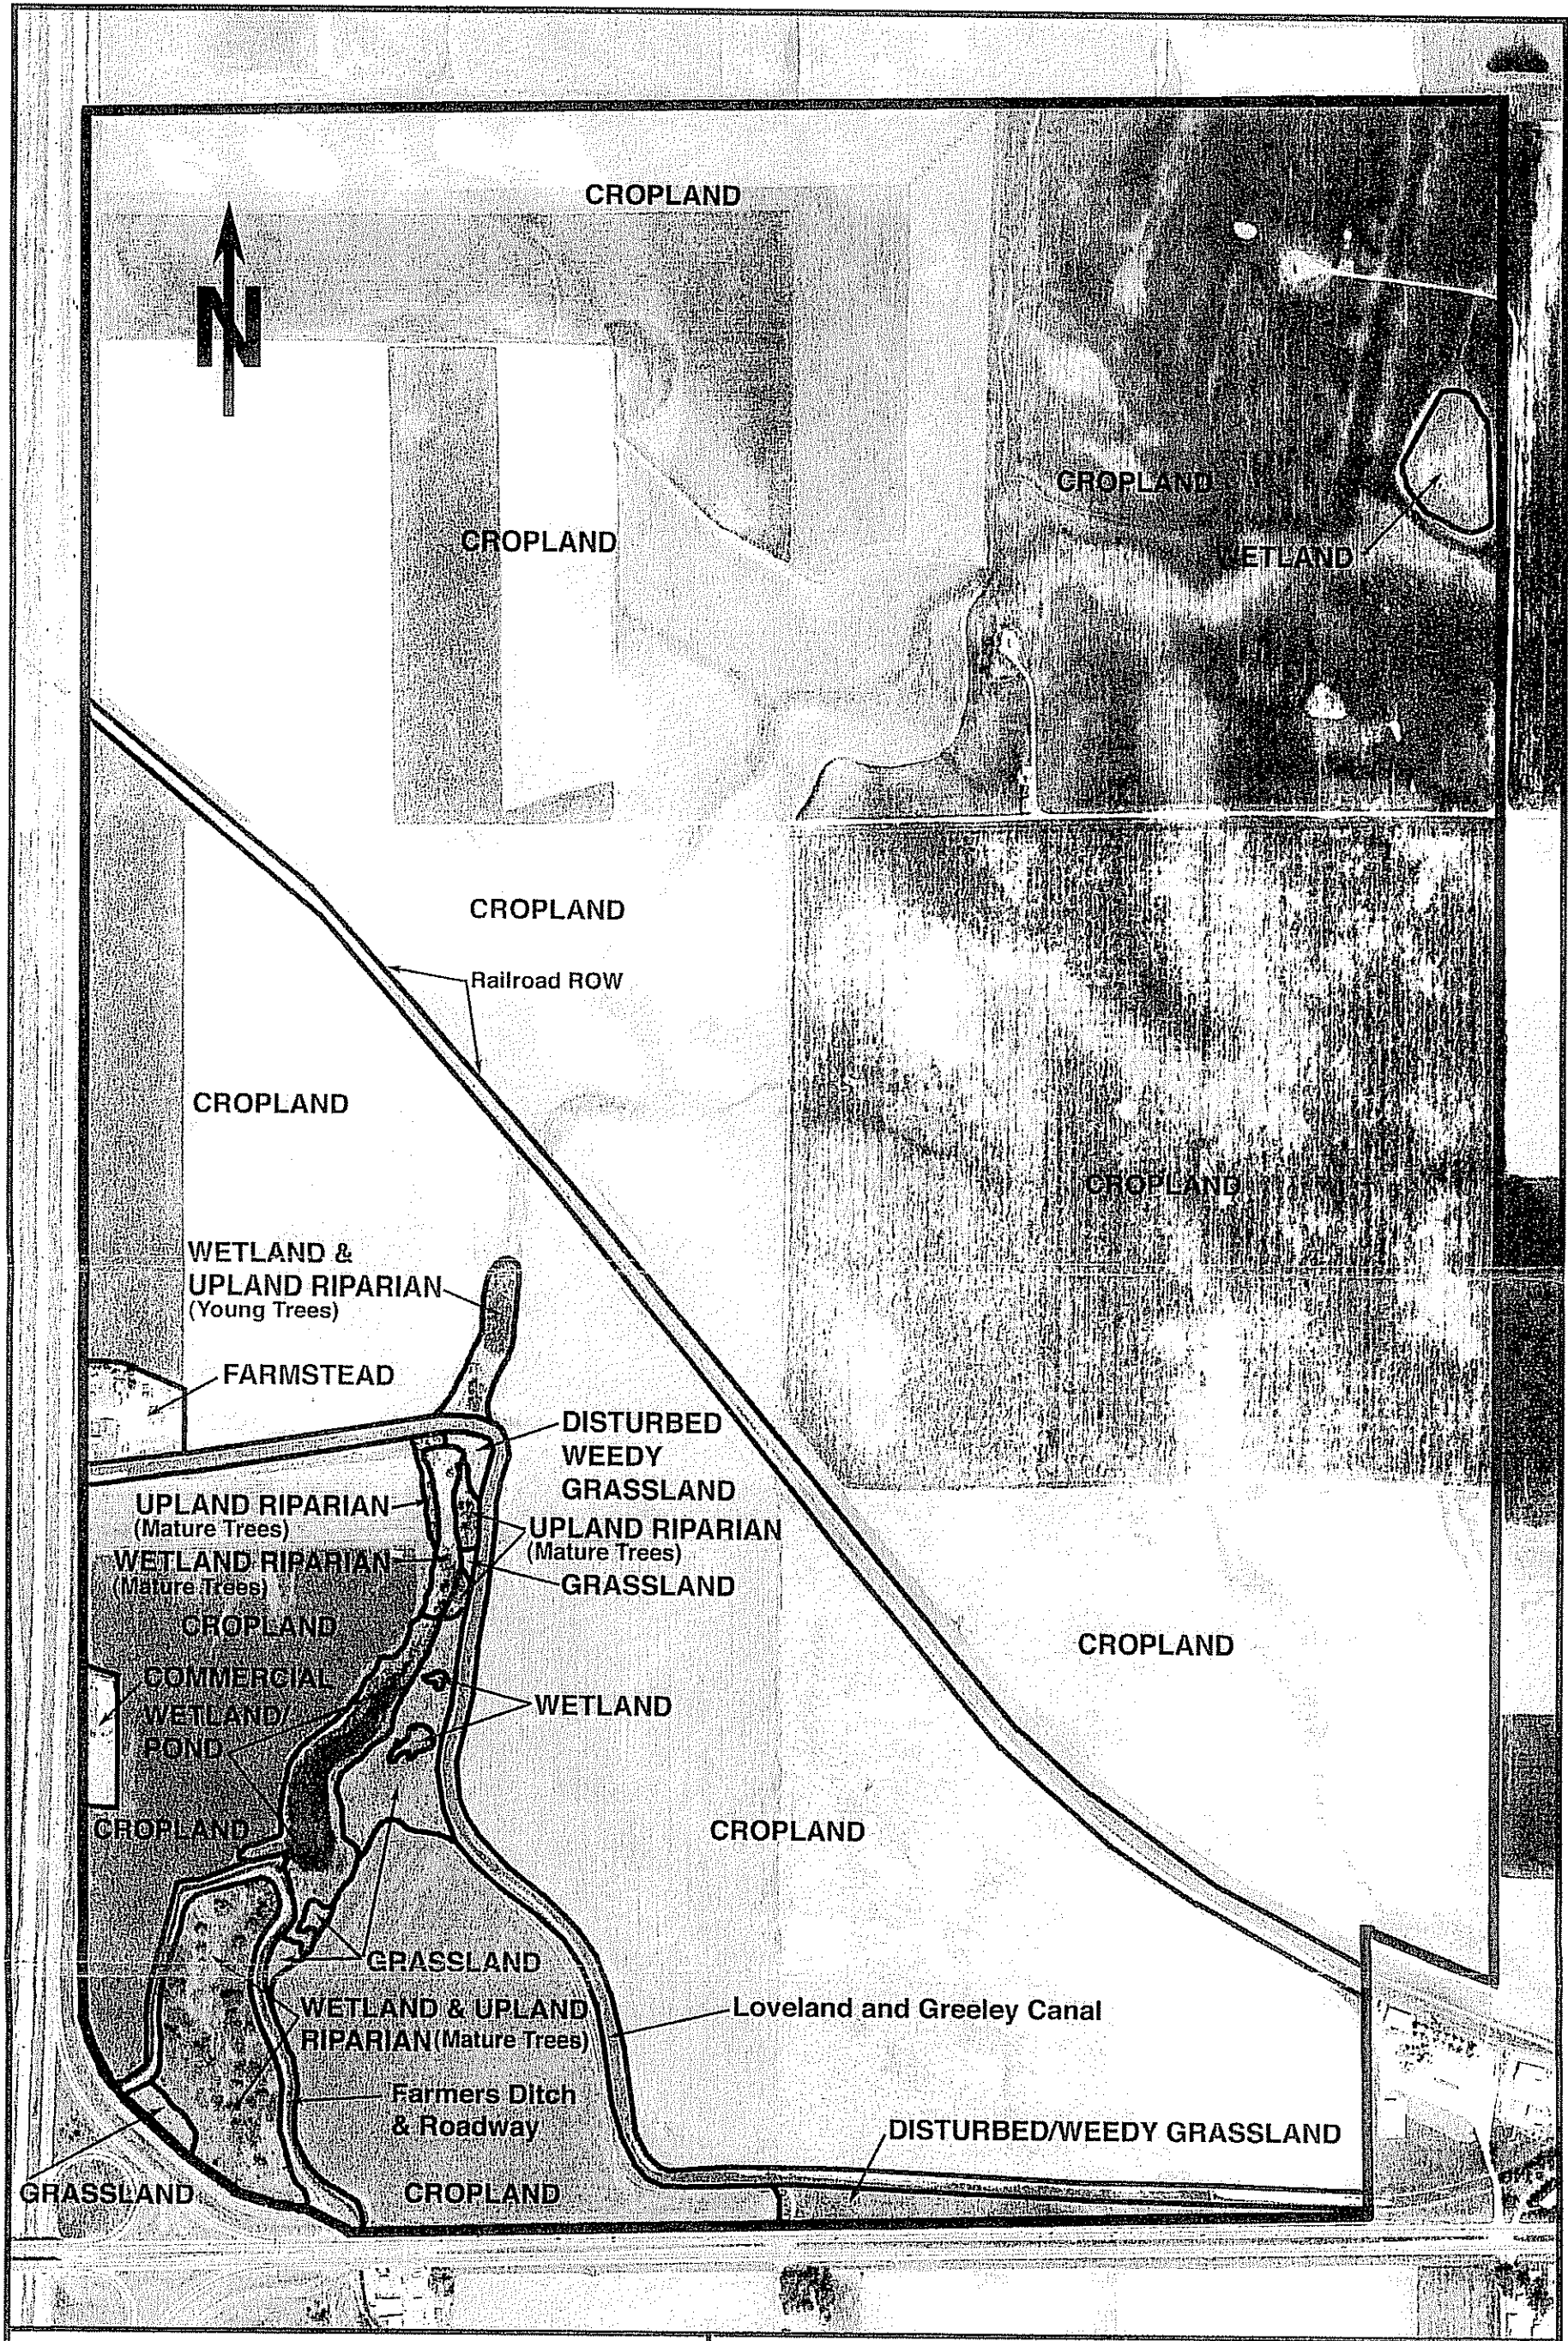 CROPLAND
N
CROPLAND
CROPLAND
WETLAND
CROPLAND
Railroad ROW
CROPLAND
CROPLAND
WETLAND &
UPLAND RIPARIAN
(Young Trees)
FARMSTEAD
DISTURBED
WEEDY
GRASSLAND
UPLAND RIPARIAN
(Mature Trees)
UPLAND RIPARIAN
(Mature Trees)
WETLAND RIPARIAN
(Mature Trees)
GRASSLAND
CROPLAND
CROPLAND
COMMERCIAL
WETLAND/
POND
WETLAND
CROPLAND
CROPLAND
GRASSLAND
WETLAND & UPLAND
RIPARIAN (Mature Trees)
Loveland and Greeley Canal
Farmers Ditch
& Roadway
DISTURBED/WEEDY GRASSLAND
GRASSLAND
CROPLAND